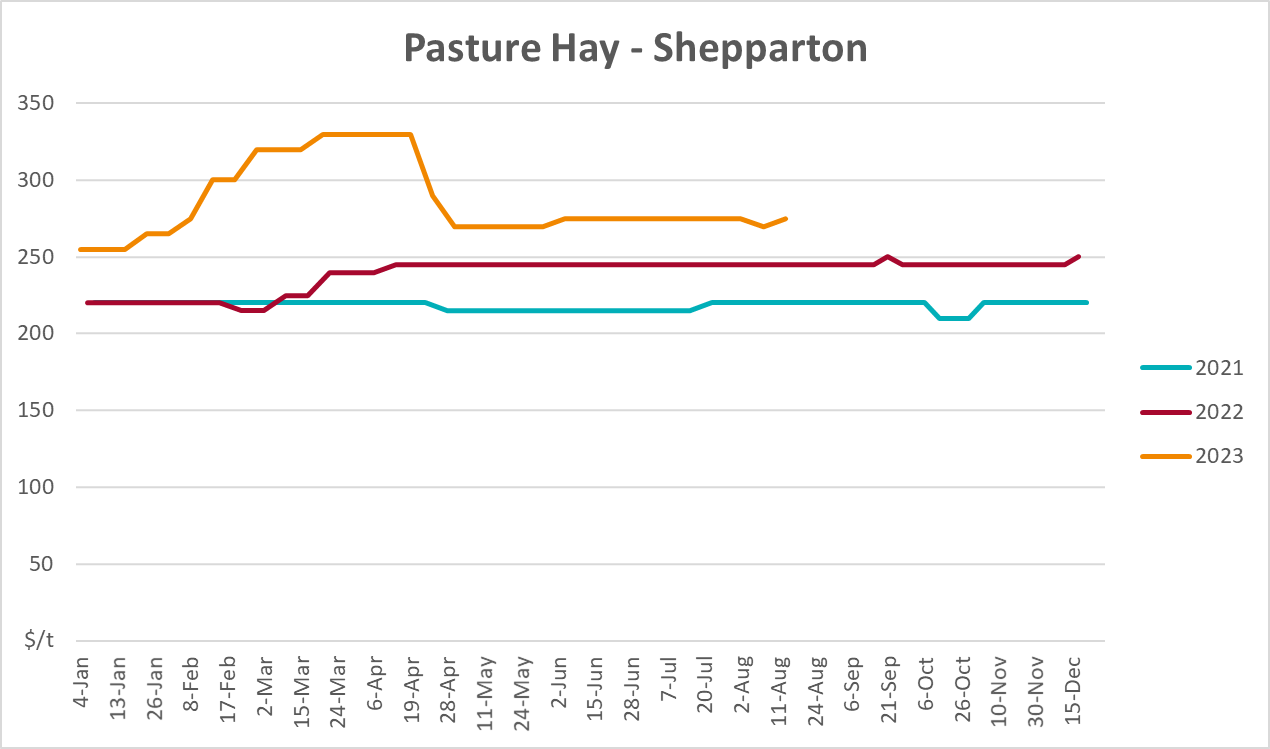 Pasture Hay - Shepparton
350
300
250
200
150
100
50
$/t
4-Jan
13-Jan
26-Jan
8-Feb
17-Feb
2-Mar
15-Mar
24-Mar
6-Apr
19-Apr
28-Apr
11-May
24-May
2-Jun
15-Jun
28-Jun
7-Jul
20-Jul
2-Aug
11-Aug
24-Aug
6-Sep
21-Sep
6-Oct
26-Oct
10-Nov
30-Nov
15-Dec
2021
2022
2023